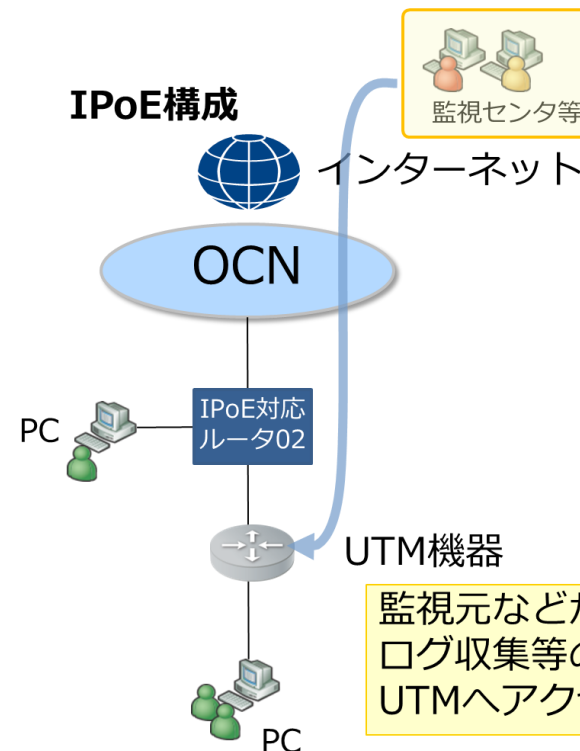 IPoE構成
監視センタ等
インターネット
OCN
IPoE対応
ルータ02
PC
UTM機器
監視元などか
ログ収集等の
UTMへアク
PC